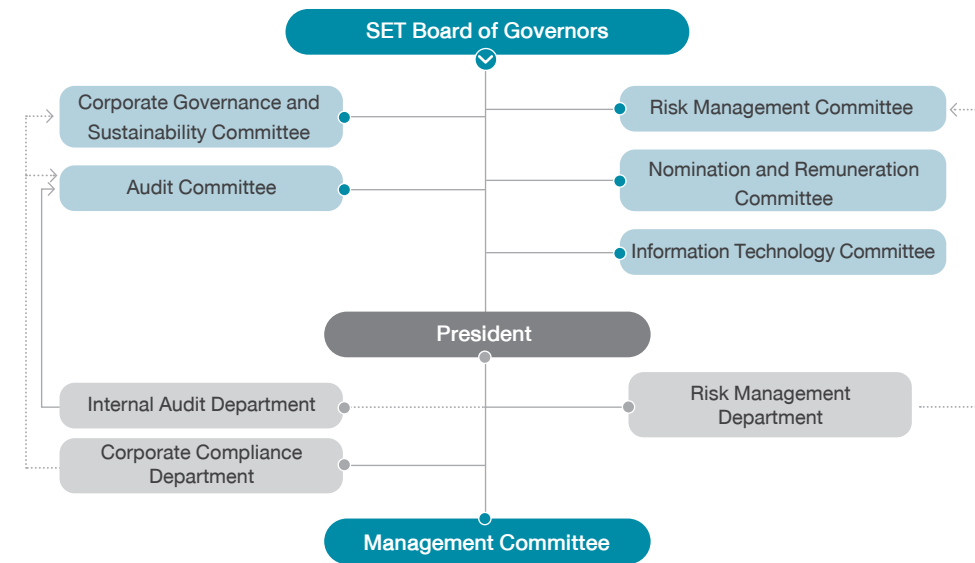 SET Board of Governors
Corporate Governance and
Sustainability Committee
Risk Management Committee
Audit Committee
Nomination and Remuneration
Committee
Information Technology Committee
President
Internal Audit Department
Risk Management
Department
Corporate Compliance
Department
Management Committee